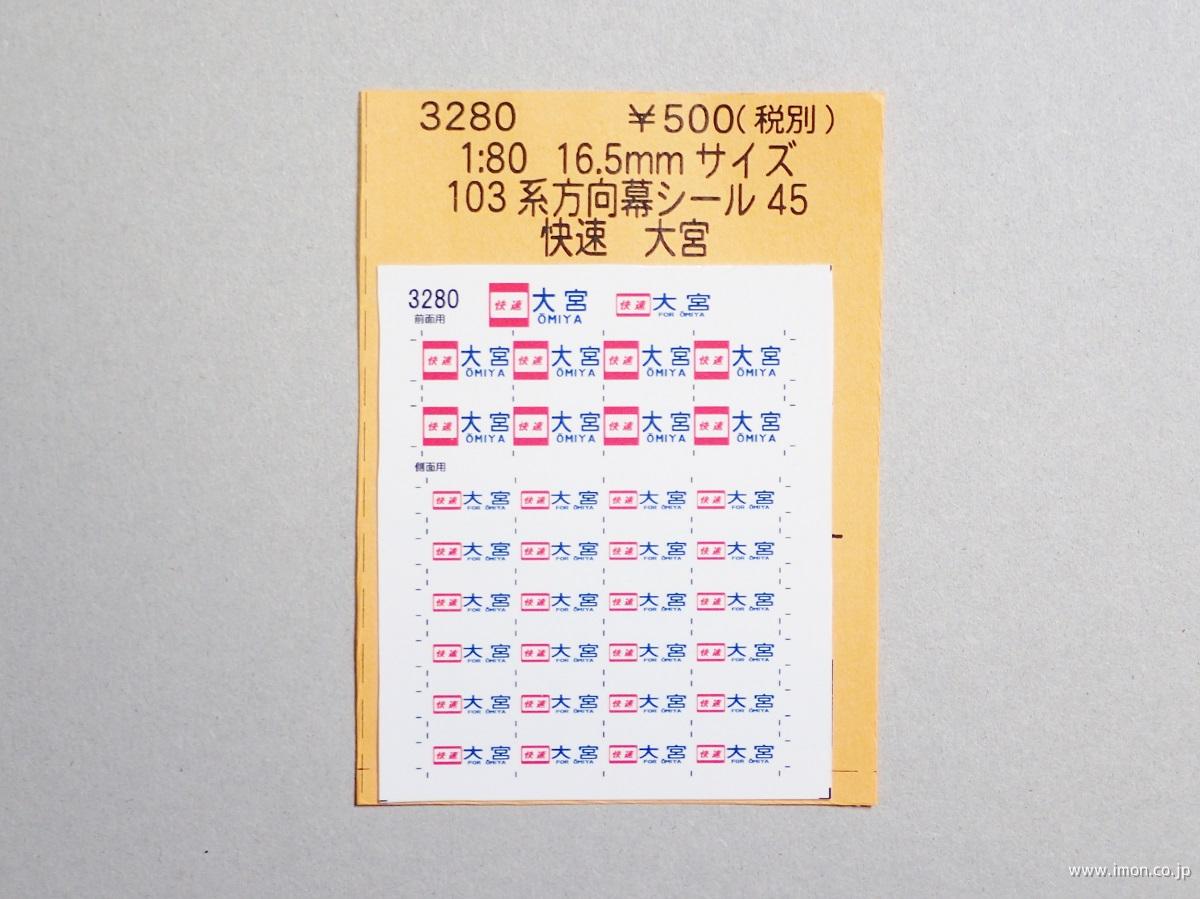 3280 ¥500(税別)
1:80 16.5mmサイズ
103系方向幕シール45
快速 大宮
3280
前面用
快速 大宮 ŌMIYA 快速 大宮 FOR ŌMIYA
快速 大宮 ŌMIYA 快速 大宮 ŌMIYA 快速 大宮 ŌMIYA 快速 大宮 ŌMIYA
快速 大宮 ŌMIYA 快速 大宮 ŌMIYA 快速 大宮 ŌMIYA 快速 大宮 ŌMIYA
側面用
快速 大宮 FOR ŌMIYA 快速 大宮 FOR ŌMIYA 快速 大宮 FOR ŌMIYA 快速 大宮 FOR ŌMIYA
快速 大宮 FOR ŌMIYA 快速 大宮 FOR ŌMIYA 快速 大宮 FOR ŌMIYA 快速 大宮 FOR ŌMIYA
快速 大宮 FOR ŌMIYA 快速 大宮 FOR ŌMIYA 快速 大宮 FOR ŌMIYA 快速 大宮 FOR ŌMIYA
快速 大宮 FOR ŌMIYA 快速 大宮 FOR ŌMIYA 快速 大宮 FOR ŌMIYA 快速 大宮 FOR ŌMIYA
快速 大宮 FOR ŌMIYA 快速 大宮 FOR ŌMIYA 快速 大宮 FOR ŌMIYA 快速 大宮 FOR ŌMIYA
快速 大宮 FOR ŌMIYA 快速 大宮 FOR ŌMIYA 快速 大宮 FOR ŌMIYA 快速 大宮 FOR ŌMIYA
www.imon.co.jp